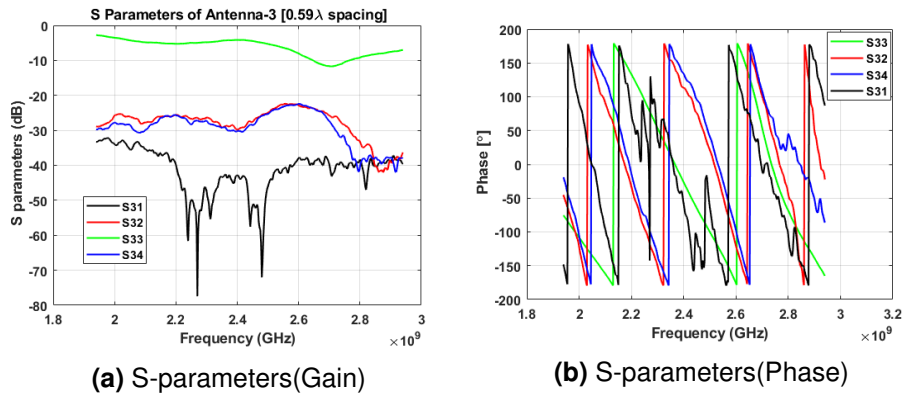 S Parameters of Antenna-3 [0.59λ spacing]
S parameters (dB)
0
-10
-20
-30
-40
-50
-60
-70
-80
S31
S32
S33
S34
1.8 2 2.2 2.4 2.6 2.8 3
Frequency (GHz)
×10⁹
(a) S-parameters(Gain)
Phase [°]
200
150
100
50
0
-50
-100
-150
-200
S33
S32
S34
S31
1.8 2 2.2 2.4 2.6 2.8 3 3.2
Frequency (GHz)
×10⁹
(b) S-parameters(Phase)